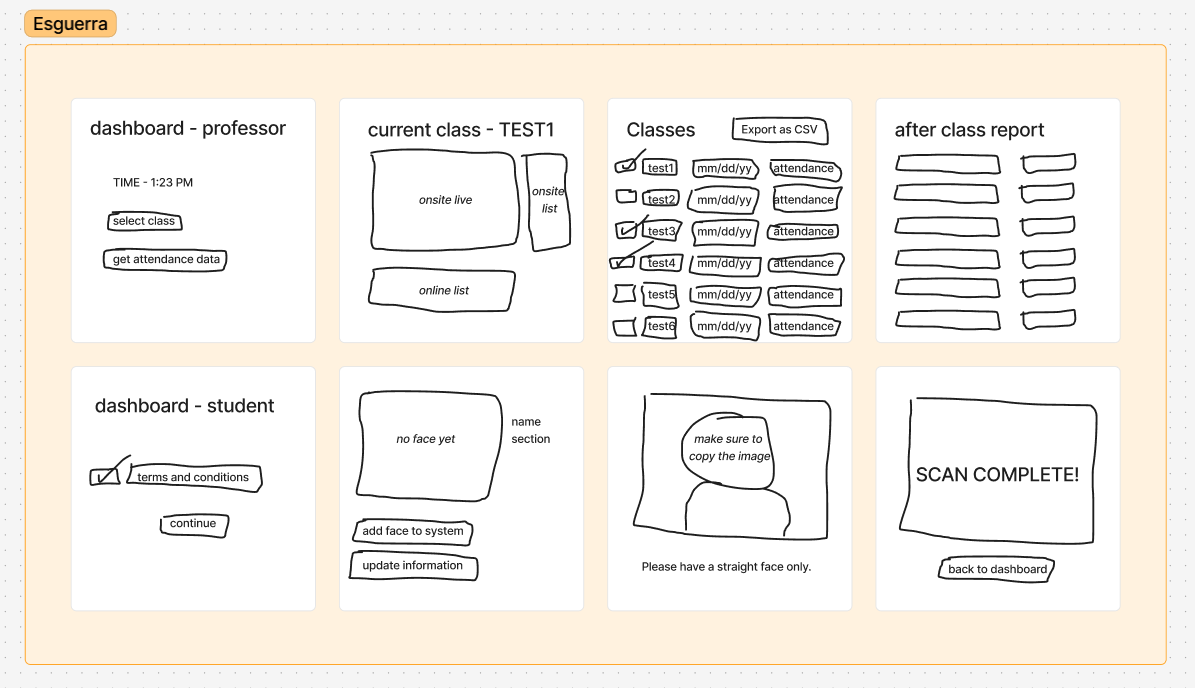 Esguerra
dashboard - professor
TIME - 1:23 PM
select class
get attendance data
current class - TEST1
onsite live
onsite
list
online list
Classes
Export as CSV
test1 mm/dd/yy attendance
test2 mm/dd/yy attendance
test3 mm/dd/yy attendance
test4 mm/dd/yy attendance
test5 mm/dd/yy attendance
test6 mm/dd/yy attendance
after class report
dashboard - student
terms and conditions
continue
no face yet
name
section
add face to system
update information
make sure to
copy the image
Please have a straight face only.
SCAN COMPLETE!
back to dashboard